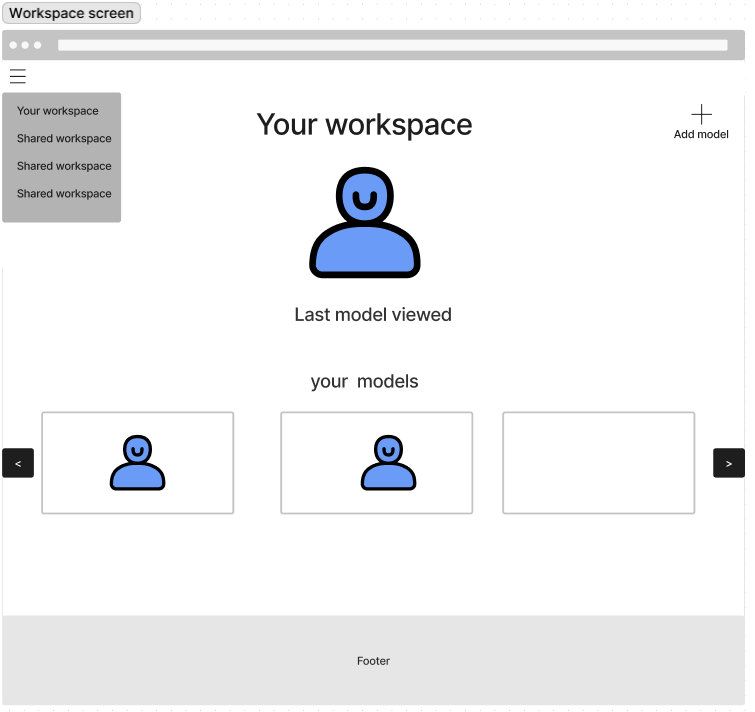 Workspace screen
Your workspace
Shared workspace
Shared workspace
Shared workspace
Your workspace
Add model
Last model viewed
your models
<
>
Footer